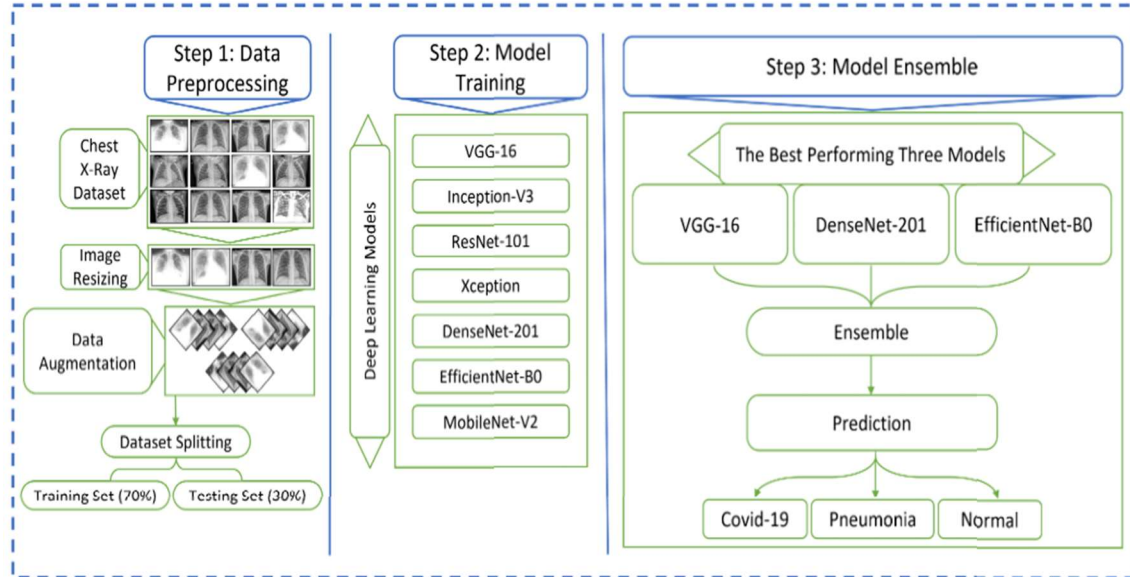 Step 1: Data
Preprocessing
Chest
X-Ray
Dataset
Image
Resizing
Data
Augmentation
Dataset Splitting
Training Set (70%)
Testing Set (30%)
Step 2: Model
Training
Deep Learning Models
VGG-16
Inception-V3
ResNet-101
Xception
DenseNet-201
EfficientNet-B0
MobileNet-V2
Step 3: Model Ensemble
The Best Performing Three Models
VGG-16
DenseNet-201
EfficientNet-B0
Ensemble
Prediction
Covid-19
Pneumonia
Normal